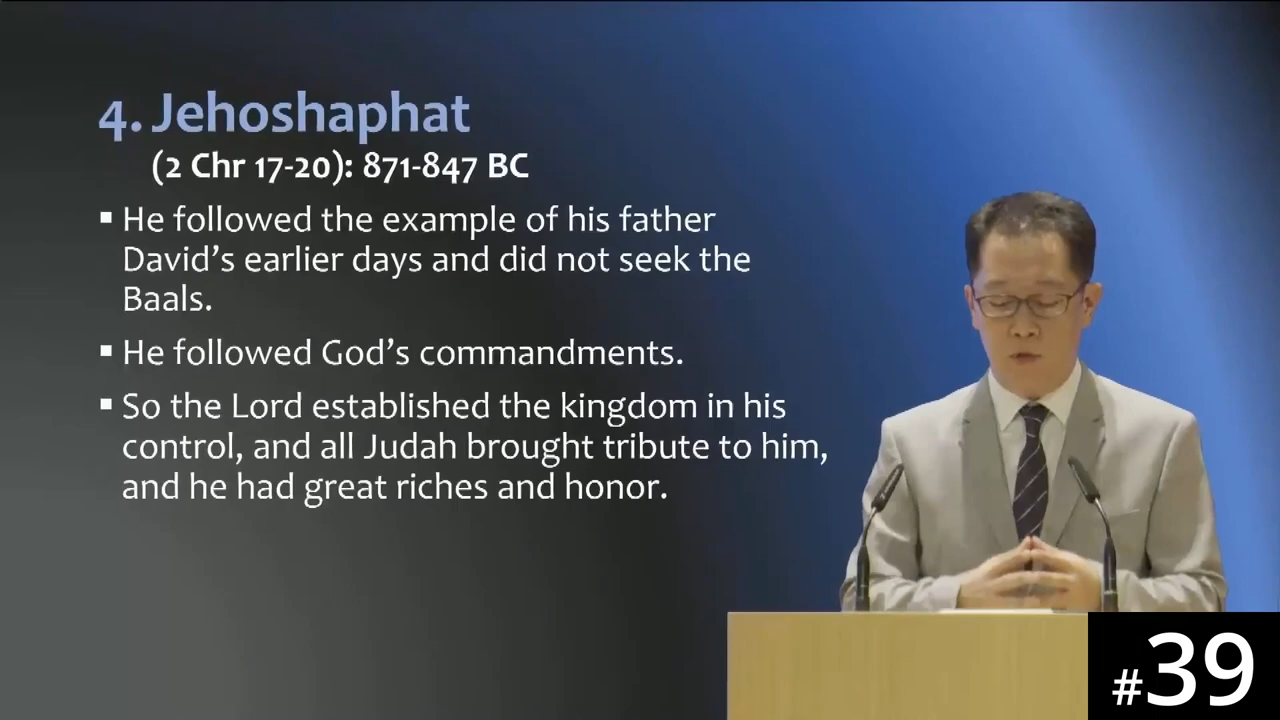 4. Jehoshaphat
(2 Chr 17-20): 871-847 BC
▪ He followed the example of his father
David’s earlier days and did not seek the
Baals.
▪ He followed God’s commandments.
▪ So the Lord established the kingdom in his
control, and all Judah brought tribute to him,
and he had great riches and honor.
#39